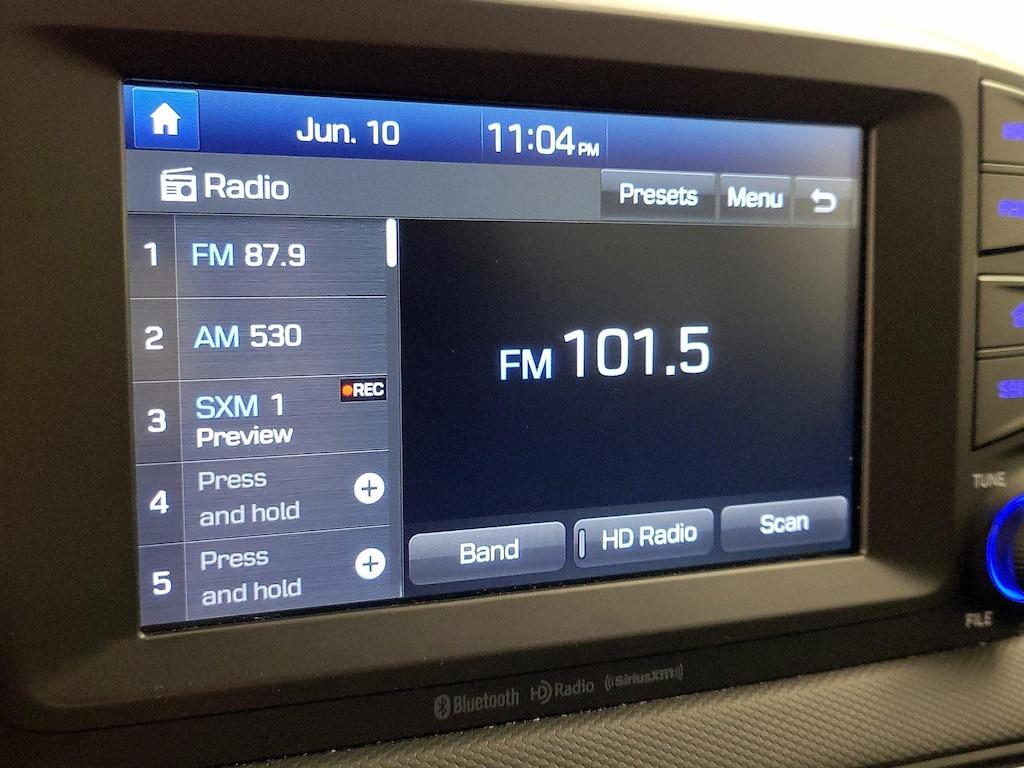 Jun. 10
11:04 PM
Radio
Presets
Menu
1
FM 87.9
2
AM 530
3
SXM 1
REC
Preview
4
Press
and hold
5
Press
and hold
FM 101.5
Band
HD Radio
Scan
TUNE
FILE
Bluetooth
HD Radio
((SiriusXM))